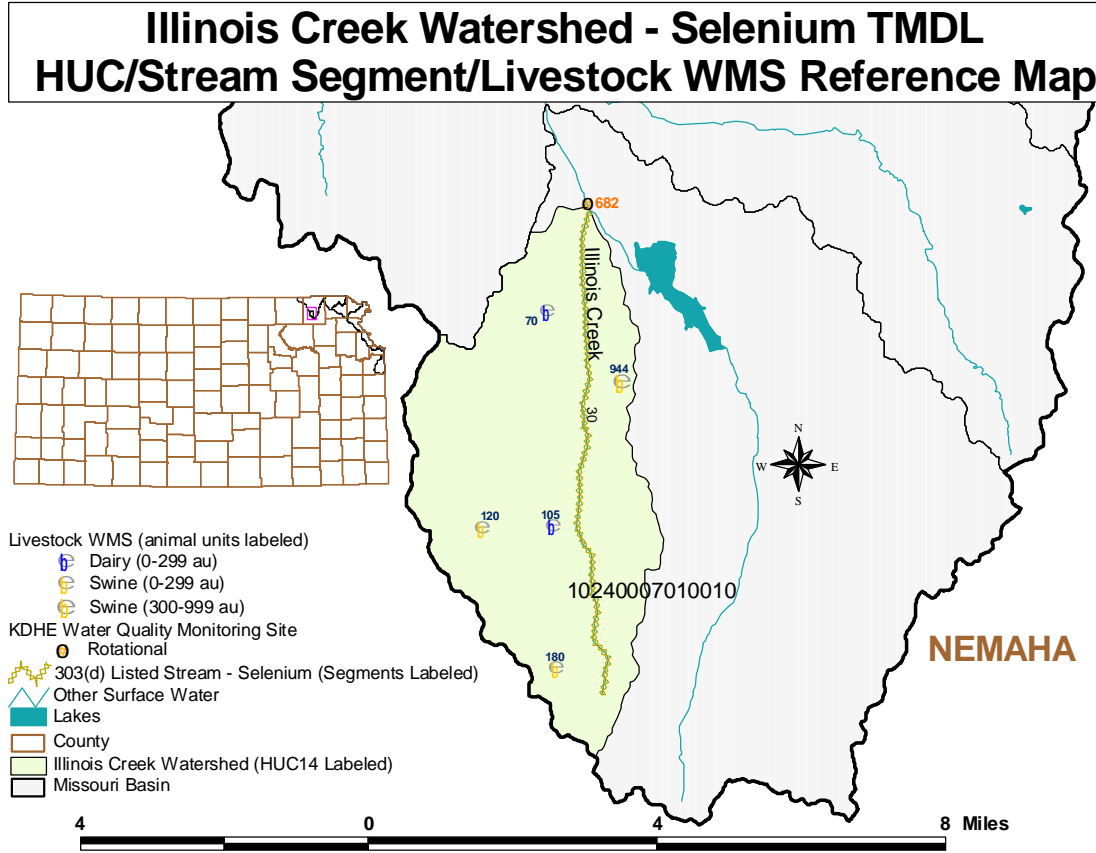 Illinois Creek Watershed - Selenium TMDL
HUC/Stream Segment/Livestock WMS Reference Map
682
Illinois Creek
70
944
30
N
W E
S
120
105
10240007010010
180
NEMAHA
Livestock WMS (animal units labeled)
Dairy (0-299 au)
Swine (0-299 au)
Swine (300-999 au)
KDHE Water Quality Monitoring Site
Rotational
303(d) Listed Stream - Selenium (Segments Labeled)
Other Surface Water
Lakes
County
Illinois Creek Watershed (HUC14 Labeled)
Missouri Basin
4 0 4 8 Miles